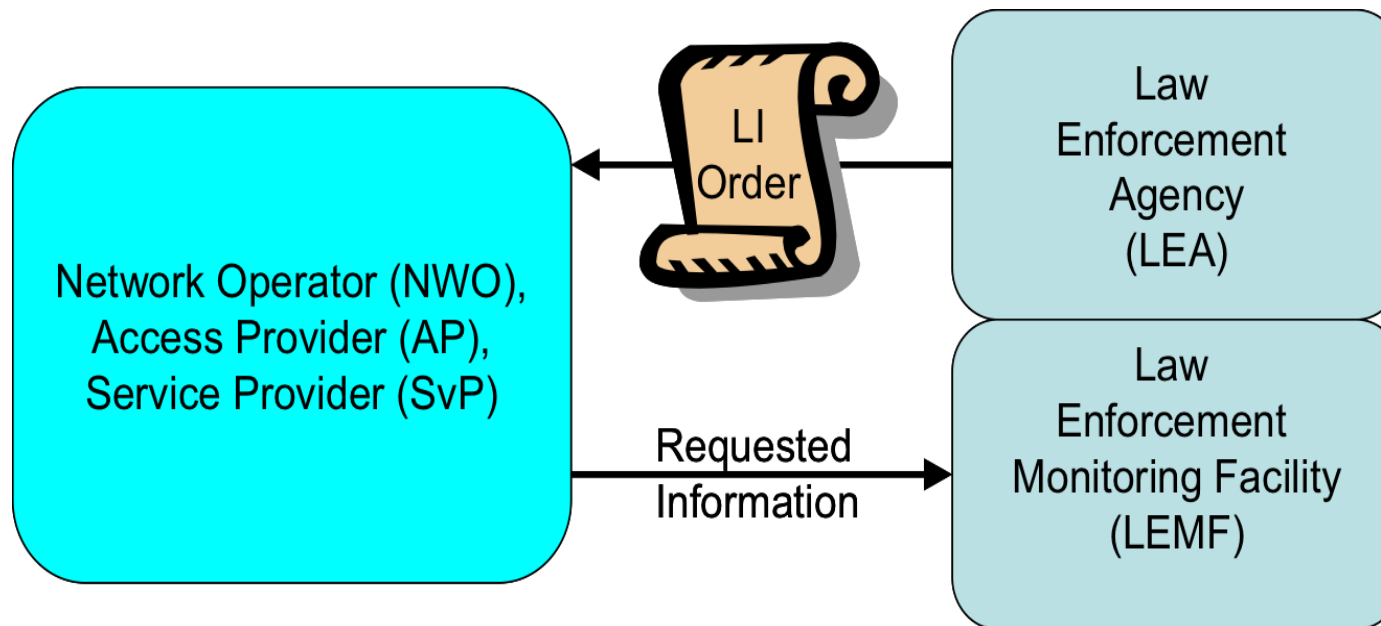 Network Operator (NWO),
Access Provider (AP),
Service Provider (SvP)
LI
Order
Law
Enforcement
Agency
(LEA)
Requested
Information
Law
Enforcement
Monitoring Facility
(LEMF)